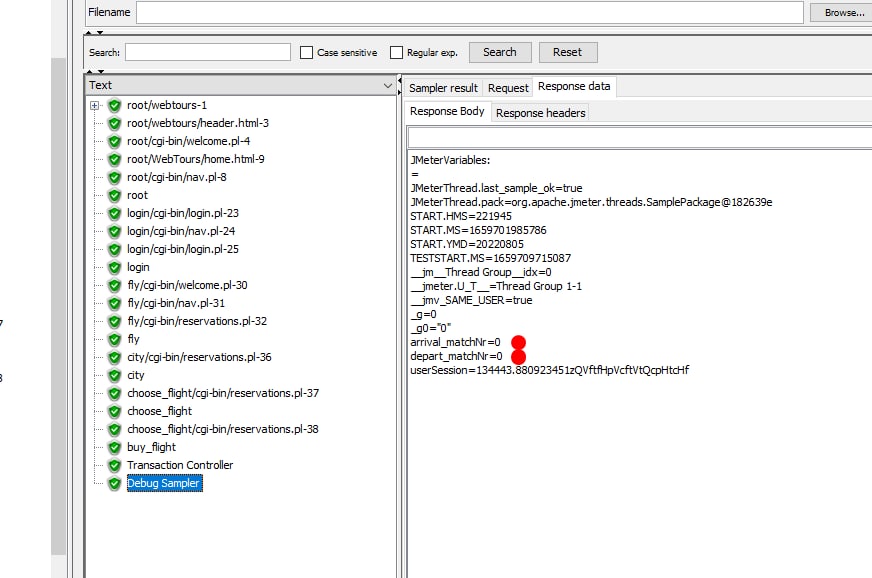 Filename
Browse...
Search:
Case sensitive
Regular exp.
Search
Reset
Text
root/webtours-1
root/webtours/header.html-3
root/cgi-bin/welcome.pl-4
root/WebTours/home.html-9
root/cgi-bin/nav.pl-8
root
login/cgi-bin/login.pl-23
login/cgi-bin/nav.pl-24
login/cgi-bin/login.pl-25
login
fly/cgi-bin/welcome.pl-30
fly/cgi-bin/nav.pl-31
fly/cgi-bin/reservations.pl-32
fly
city/cgi-bin/reservations.pl-36
city
choose_flight/cgi-bin/reservations.pl-37
choose_flight
choose_flight/cgi-bin/reservations.pl-38
buy_flight
Transaction Controller
Debug Sampler
Sampler result
Request
Response data
Response Body
Response headers
JMeterVariables:
=
JMeterThread.last_sample_ok=true
JMeterThread.pack=org.apache.jmeter.threads.SamplePackage@182639e
START.HMS=221945
START.MS=1659701985786
START.YMD=20220805
TESTSTART.MS=1659709715087
__jm__Thread Group__idx=0
__jmeter.U_T__=Thread Group 1-1
__jmv_SAME_USER=true
_g=0
_g0="0"
arrival_matchNr=0
depart_matchNr=0
userSession=134443.880923451zQVftfHpVcftVtQcpHtcHf